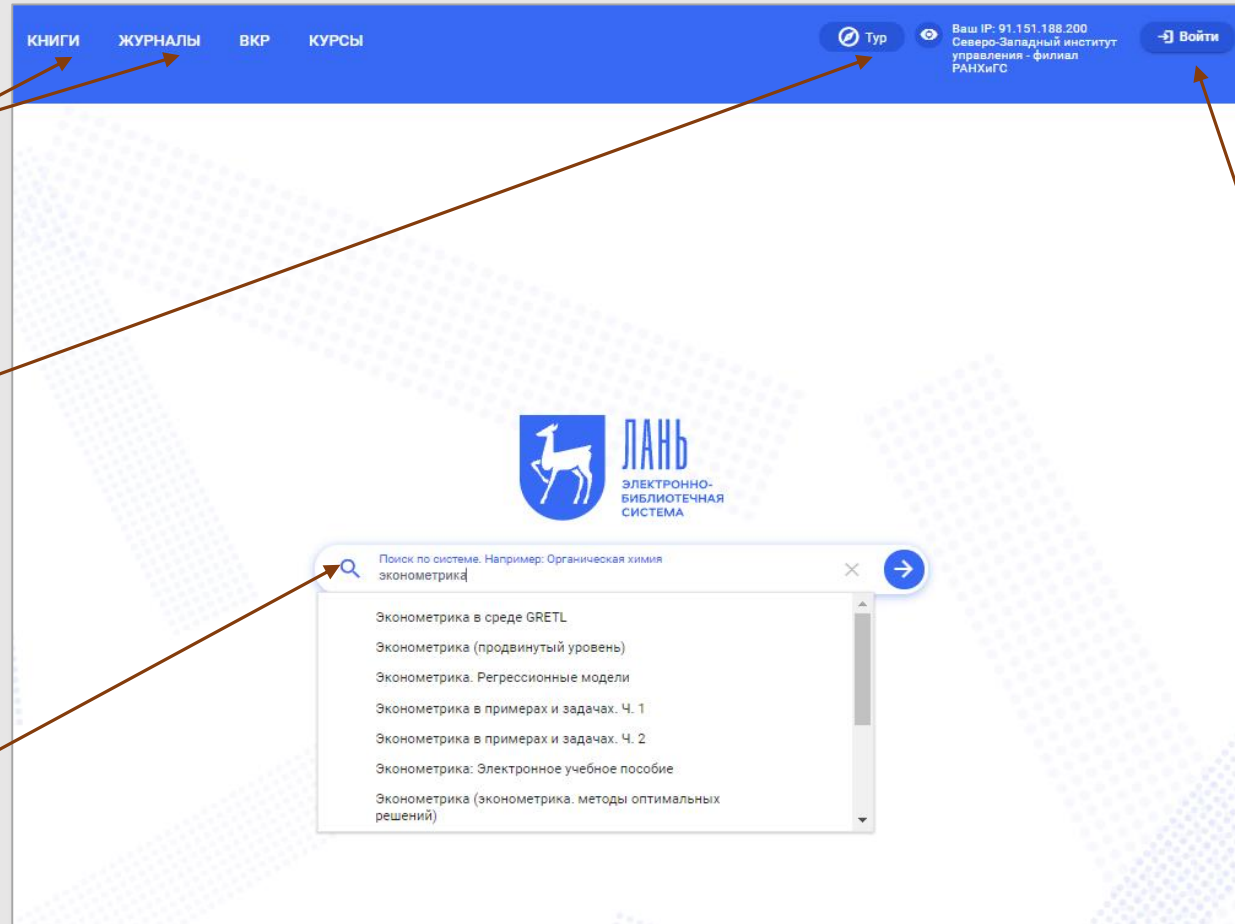 КНИГИ ЖУРНАЛЫ ВКР КУРСЫ
Тур
Ваш IP: 91.151.188.200
Северо-Западный институт
управления - филиал
РАНХиГС
Войти
ЛАНЬ
ЭЛЕКТРОННО-
БИБЛИОТЕЧНАЯ
СИСТЕМА
Поиск по системе. Например: Органическая химия
эконометрика
Эконометрика в среде GRETL
Эконометрика (продвинутый уровень)
Эконометрика. Регрессионные модели
Эконометрика в примерах и задачах. Ч. 1
Эконометрика в примерах и задачах. Ч. 2
Эконометрика: Электронное учебное пособие
Эконометрика (эконометрика. методы оптимальных
решений)